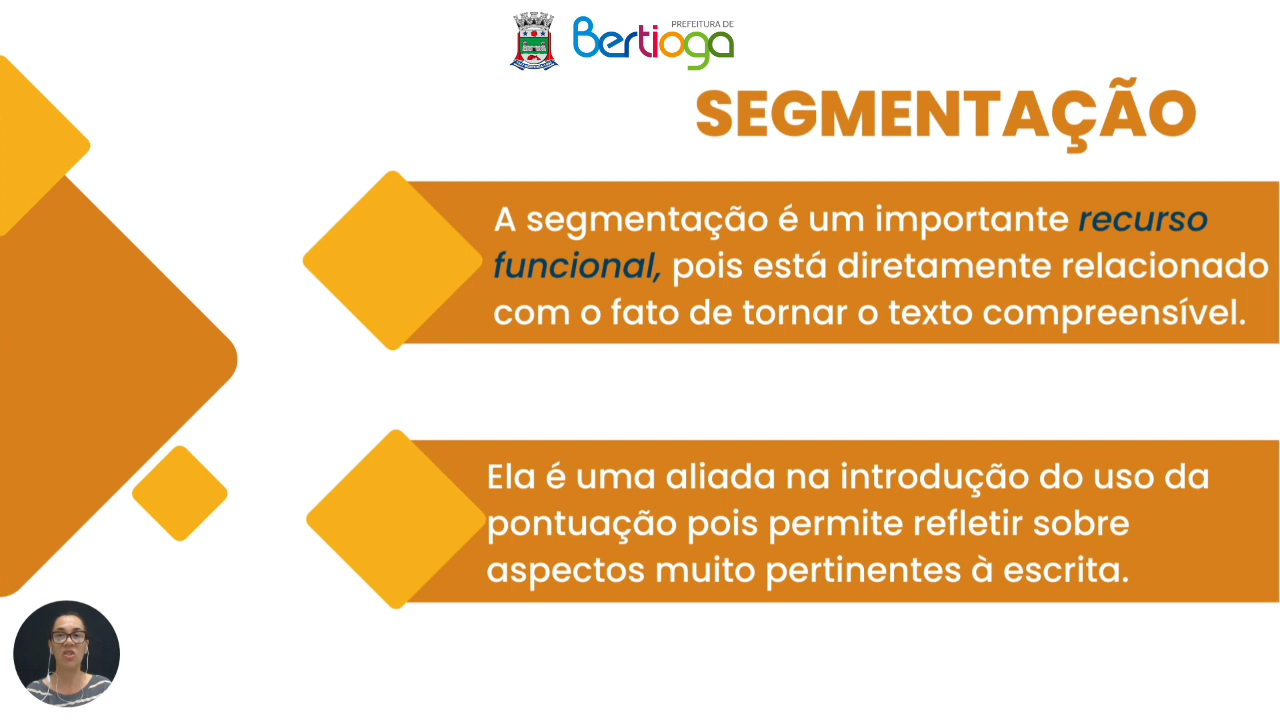 PREFEITURA DE
Bertioga
SEGMENTAÇÃO
A segmentação é um importante recurso
funcional, pois está diretamente relacionado
com o fato de tornar o texto compreensível.
Ela é uma aliada na introdução do uso da
pontuação pois permite refletir sobre
aspectos muito pertinentes à escrita.